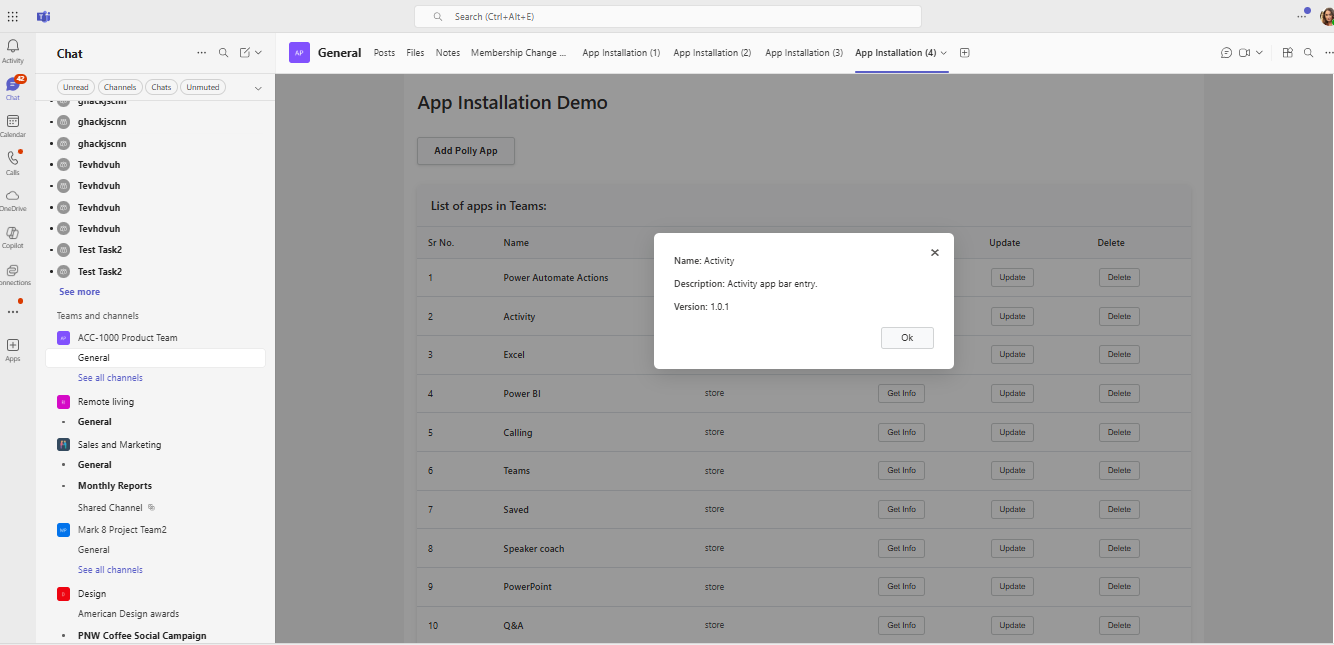 Search (Ctrl+Alt+E)
Activity
42
Chat
Calendar
Calls
OneDrive
Copilot
onnections
Apps
Chat
Unread Channels Chats Unmuted
ghackjscnn
ghackjscnn
ghackjscnn
Tevhdvuh
Tevhdvuh
Tevhdvuh
Tevhdvuh
Test Task2
Test Task2
See more
Teams and channels
AP ACC-1000 Product Team
General
See all channels
Remote living
General
Sales and Marketing
General
Monthly Reports
Shared Channel
Mark 8 Project Team2
General
See all channels
Design
American Design awards
PNW Coffee Social Campaign
AP General Posts Files Notes Membership Change ... App Installation (1) App Installation (2) App Installation (3) App Installation (4)
App Installation Demo
Add Polly App
List of apps in Teams:
Sr No. Name Update Delete
1 Power Automate Actions Update Delete
2 Activity Update Delete
3 Excel Update Delete
4 Power BI store Get Info Update Delete
5 Calling store Get Info Update Delete
6 Teams store Get Info Update Delete
7 Saved store Get Info Update Delete
8 Speaker coach store Get Info Update Delete
9 PowerPoint store Get Info Update Delete
10 Q&A store Get Info Update Delete
Name: Activity
Description: Activity app bar entry.
Version: 1.0.1
Ok